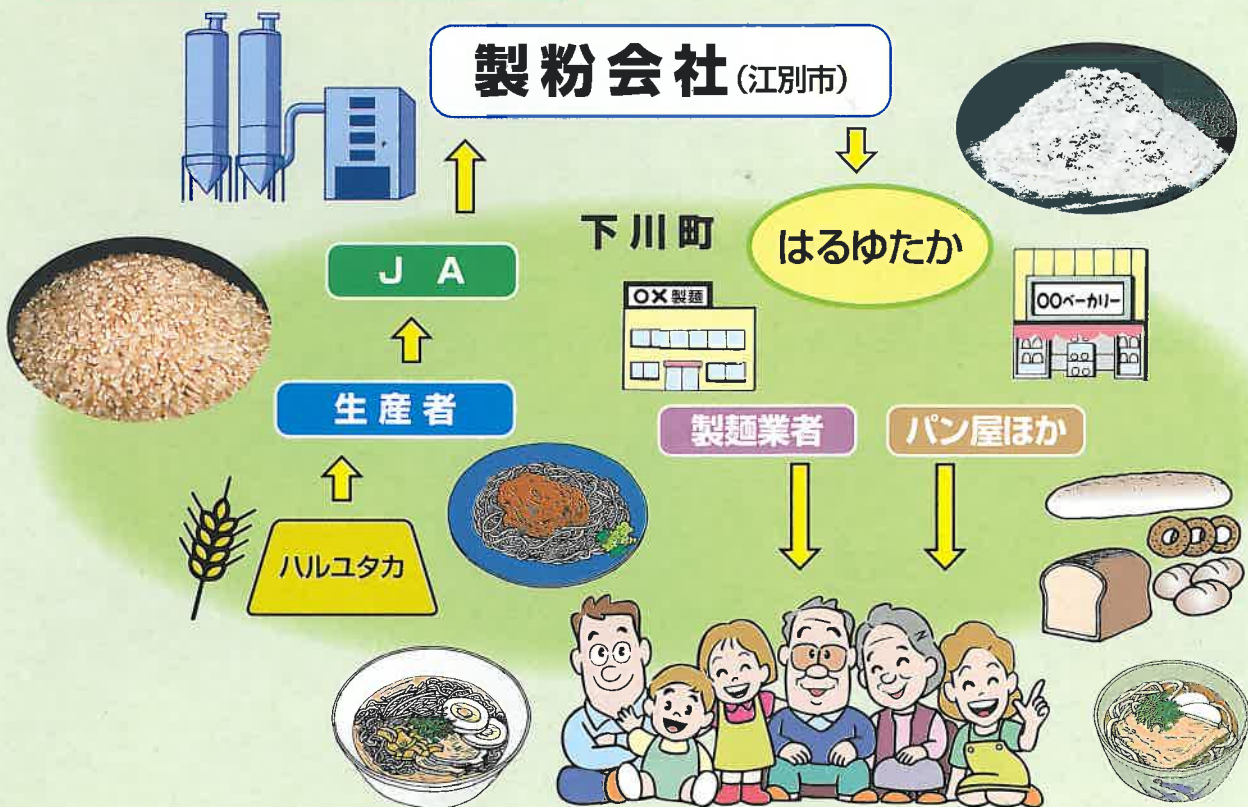 製粉会社(江別市)
下川町
はるゆたか
JA
○×製麺
○○ベーカリー
生産者
製麺業者
パン屋ほか
ハルユタカ